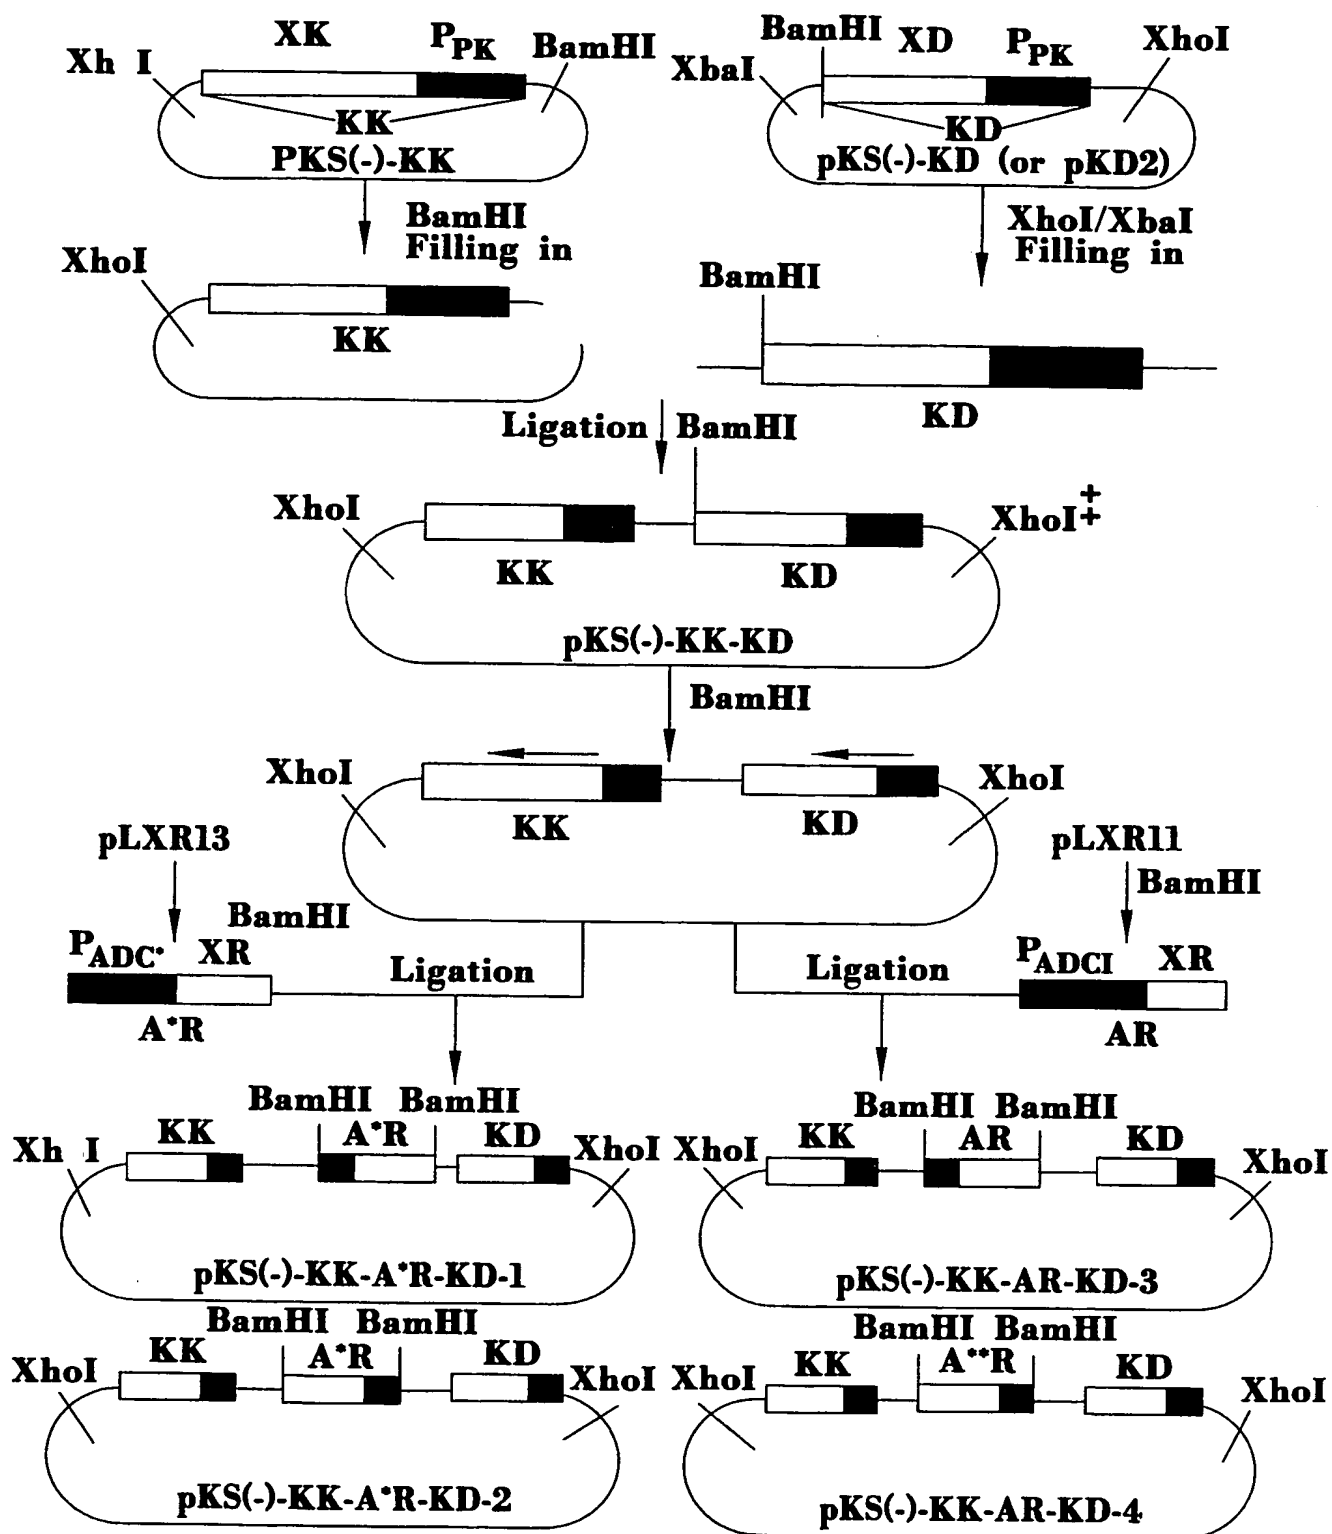 XK P PK BamHI
Xh I
KK
PKS(-)-KK
BamHI XD P PK XhoI
XbaI
KD
pKS(-)-KD (or pKD2)
BamHI
Filling in
XhoI/XbaI
Filling in
XhoI
KK
BamHI
KD
Ligation BamHI
XhoI
XhoI ++
KK KD
pKS(-)-KK-KD
BamHI
XhoI XhoI
KK KD
pLXR13
BamHI
P ADC* XR
A*R
Ligation
pLXR11
BamHI
P ADCI XR
AR
Ligation
BamHI BamHI
Xh I KK A*R KD XhoI
pKS(-)-KK-A*R-KD-1
BamHI BamHI
XhoI KK AR KD XhoI
pKS(-)-KK-AR-KD-3
BamHI BamHI
XhoI KK A*R KD XhoI
pKS(-)-KK-A*R-KD-2
BamHI BamHI
XhoI KK A**R KD XhoI
pKS(-)-KK-AR-KD-4